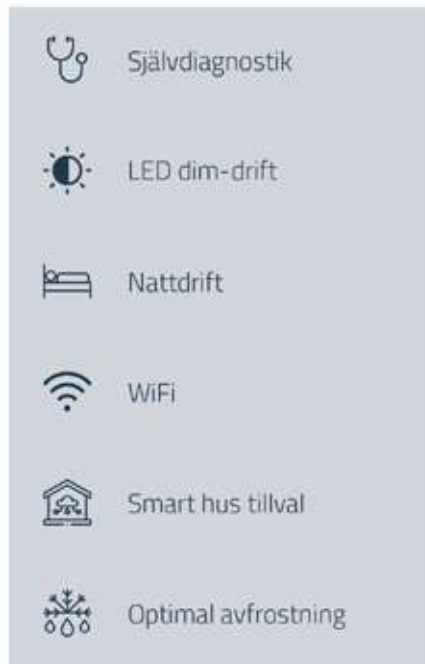 Självdiagnostik
LED dim-drift
Nattdrift
WiFi
Smart hus tillval
Optimal avfrostning